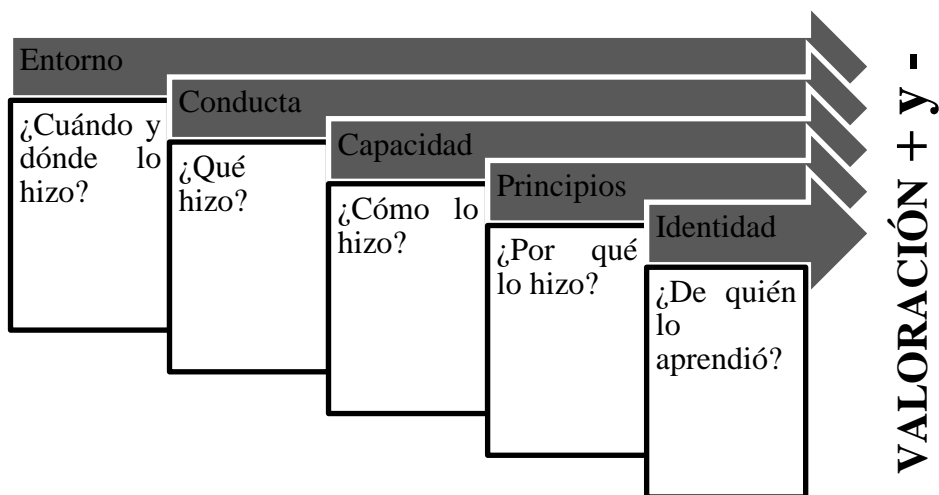 Entorno
¿Cuándo y
dónde lo
hizo?
Conducta
¿Qué
hizo?
Capacidad
¿Cómo lo
hizo?
Principios
¿Por qué
lo hizo?
Identidad
¿De quién
lo
aprendió?
VALORACIÓN + y -